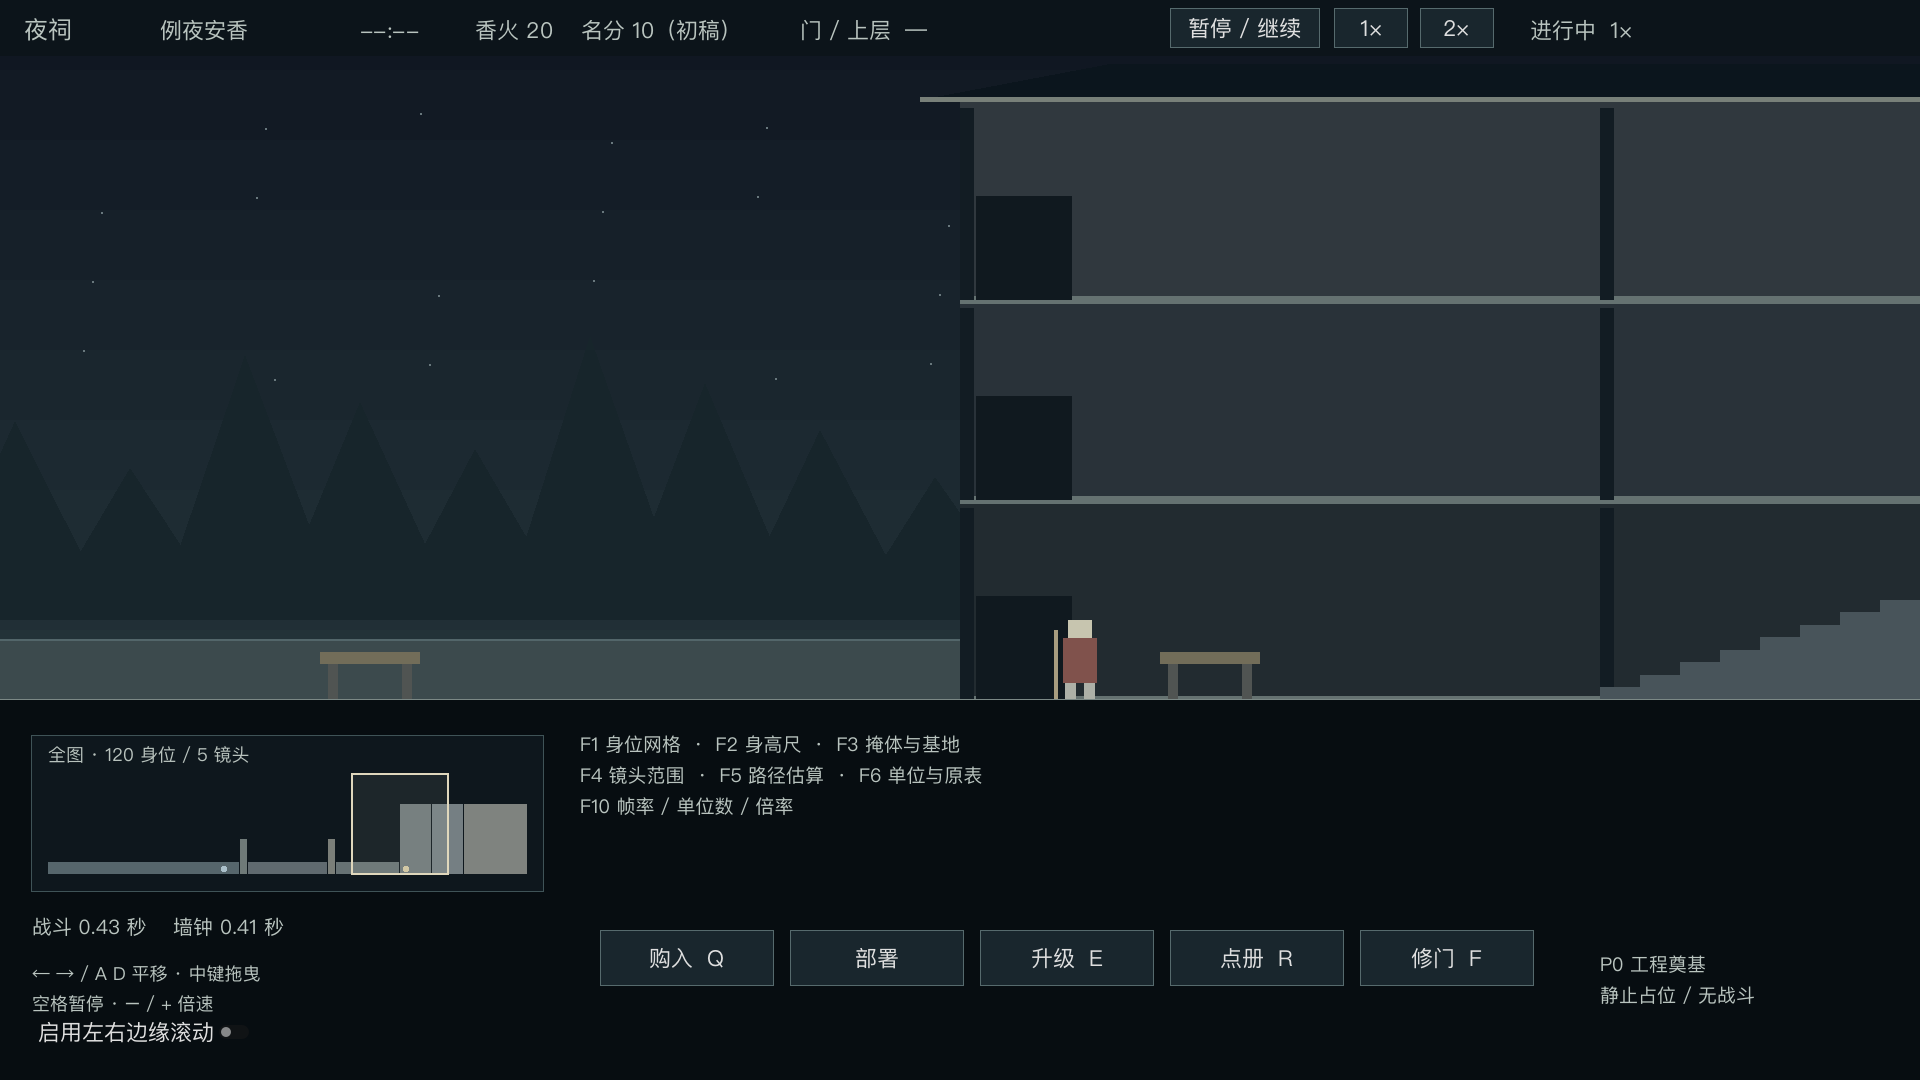 夜祠 例夜安香 --:-- 香火 20 名分 10（初稿） 门 / 上层 — 暂停 / 继续 1× 2× 进行中 1×
全图 · 120 身位 / 5 镜头
F1 身位网格 · F2 身高尺 · F3 掩体与基地
F4 镜头范围 · F5 路径估算 · F6 单位与原表
F10 帧率 / 单位数 / 倍率
战斗 0.43 秒 墙钟 0.41 秒
← → / A D 平移 · 中键拖曳
空格暂停 · − / + 倍速
启用左右边缘滚动
购入 Q 部署 升级 E 点册 R 修门 F
P0 工程奠基
静止占位 / 无战斗